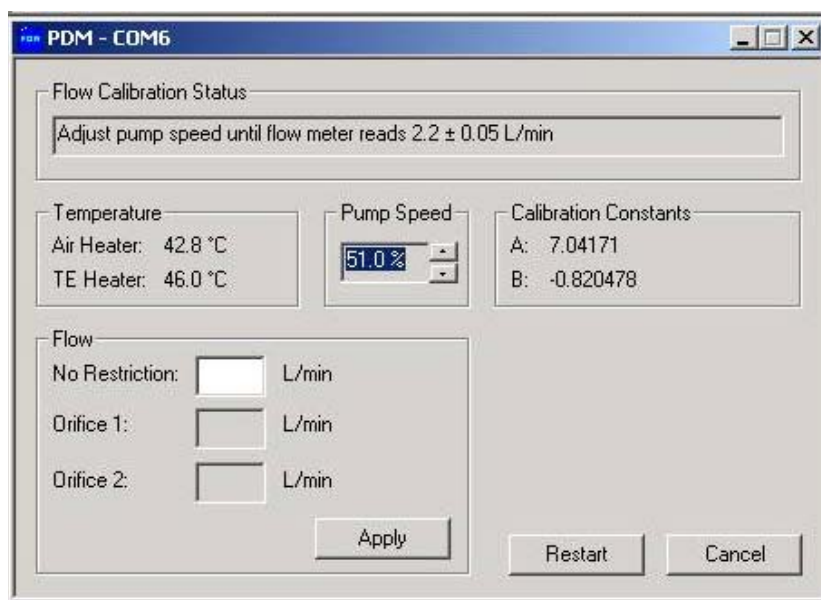 PDM - COM6
Flow Calibration Status
Adjust pump speed until flow meter reads 2.2 ± 0.05 L/min
Temperature
Air Heater: 42.8 °C
TE Heater: 46.0 °C
Pump Speed
51.0 %
Calibration Constants
A: 7.04171
B: -0.820478
Flow
No Restriction: L/min
Orifice 1: L/min
Orifice 2: L/min
Apply
Restart
Cancel